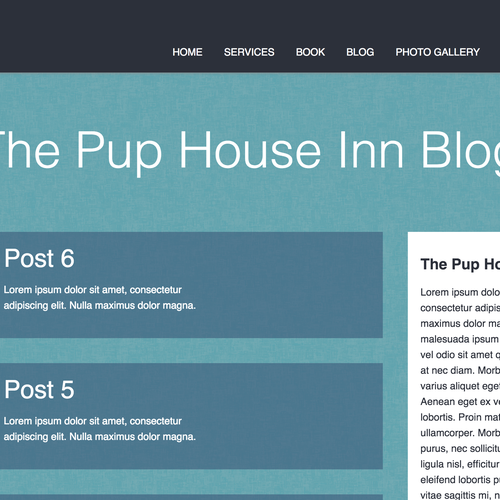 HOME SERVICES BOOK BLOG PHOTO GALLERY
The Pup House Inn Blog
Post 6
Lorem ipsum dolor sit amet, consectetur
adipiscing elit. Nulla maximus dolor magna.
Post 5
Lorem ipsum dolor sit amet, consectetur
adipiscing elit. Nulla maximus dolor magna.
The Pup Ho
Lorem ipsum dolo
consectetur adipis
maximus dolor ma
malesuada ipsum
vel odio sit amet q
at nec diam. Morb
varius aliquet eget
Aenean eget ex ve
lobortis. Proin mat
ullamcorper. Morb
purus, nec sollicitu
ligula nisl, efficitur
eleifend lobortis p
vitae sagittis mi, n